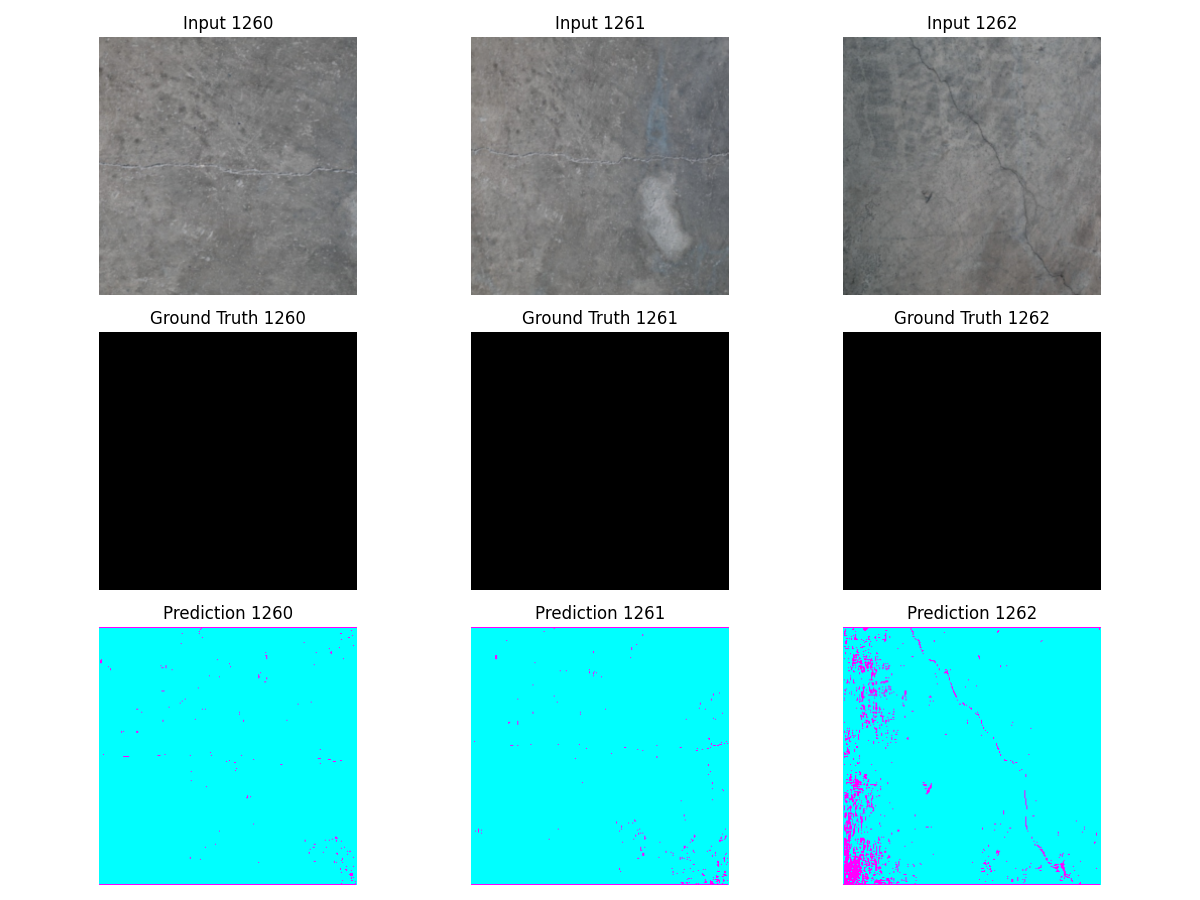 Input 1260
Input 1261
Input 1262
Ground Truth 1260
Ground Truth 1261
Ground Truth 1262
Prediction 1260
Prediction 1261
Prediction 1262